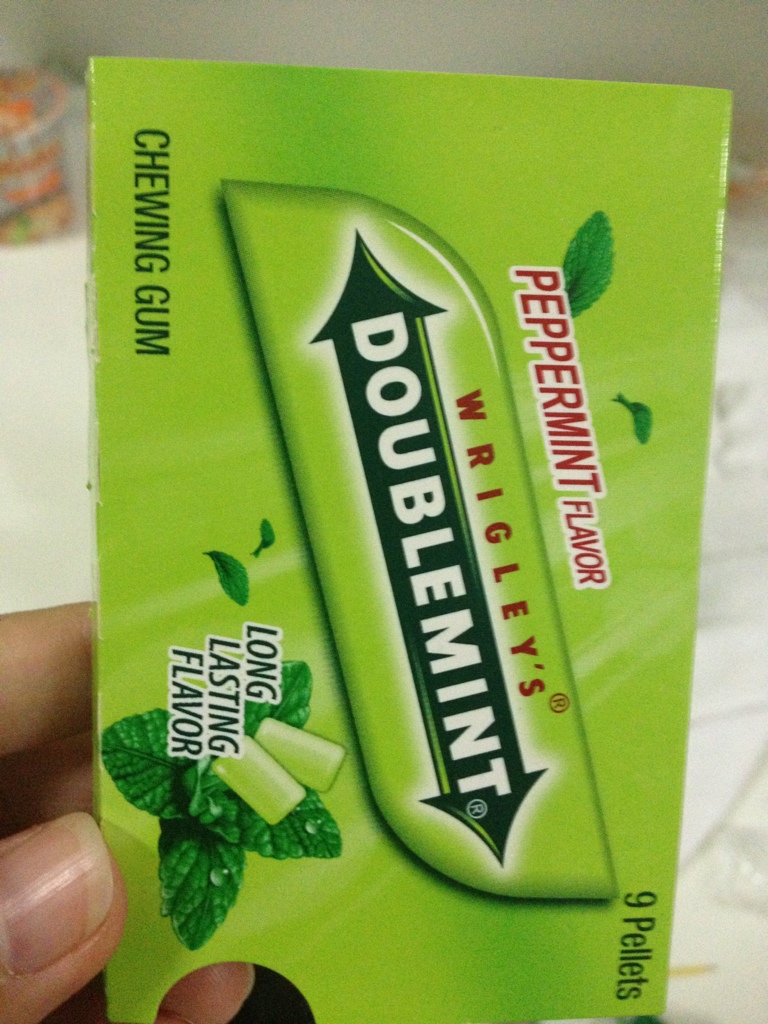 PEPPERMINT FLAVOR
WRIGLEY'S®
DOUBLEMINT®
LONG
LASTING
FLAVOR
CHEWING GUM
9 Pellets